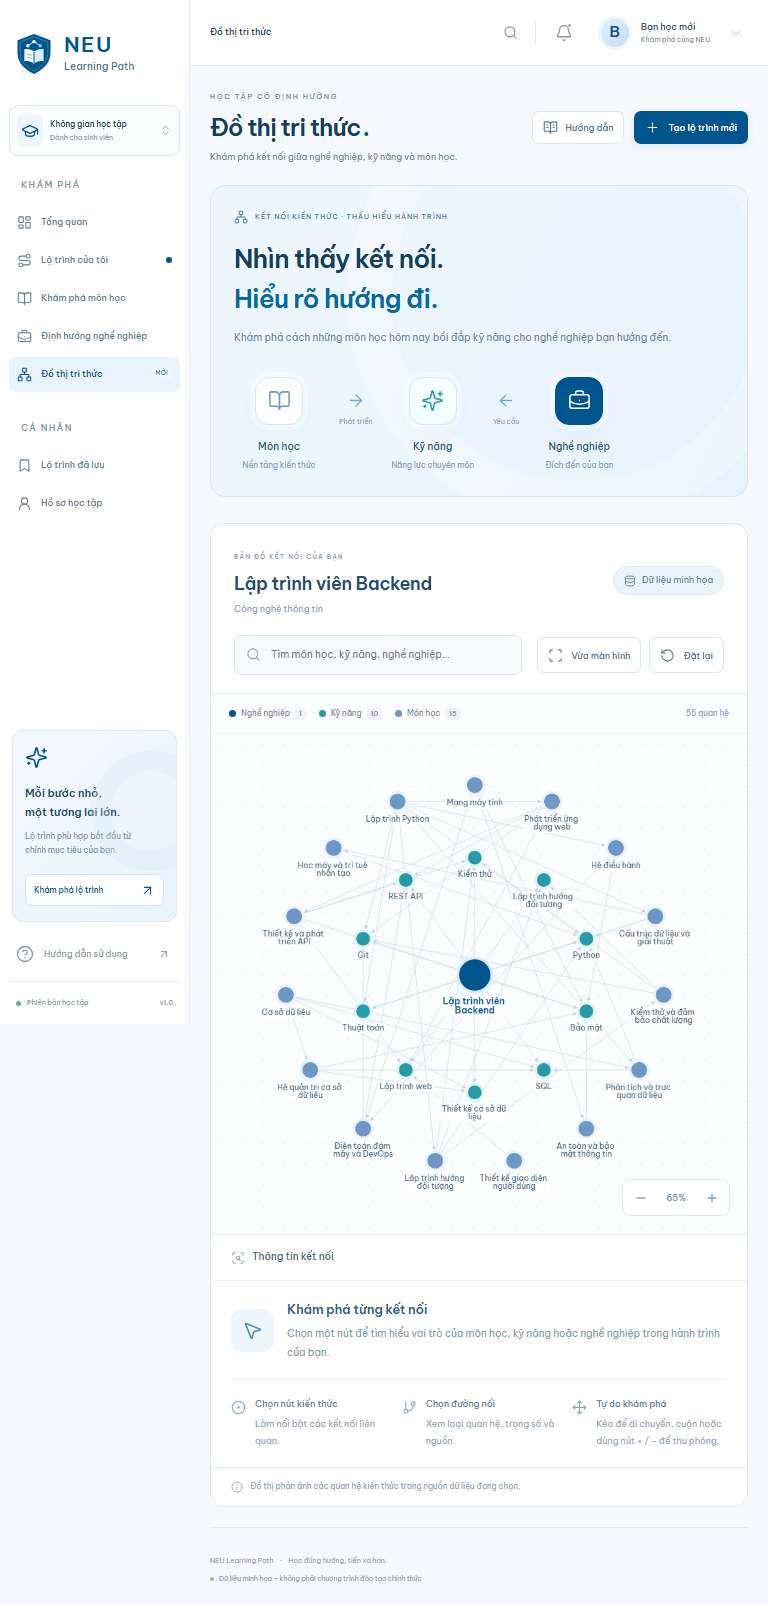 NEU
Learning Path
Không gian học tập
Dành cho sinh viên
KHÁM PHÁ
Tổng quan
Lộ trình của tôi
Khám phá môn học
Định hướng nghề nghiệp
Đồ thị tri thức
MỚI
CÁ NHÂN
Lộ trình đã lưu
Hồ sơ học tập
Mỗi bước nhỏ,
một tương lai lớn.
Lộ trình phù hợp bắt đầu từ
chính mục tiêu của bạn.
Khám phá lộ trình
Hướng dẫn sử dụng
Phiên bản học tập
v1.0
Đồ thị tri thức
B
Bạn học mới
Khám phá cùng NEU
HỌC TẬP CÓ ĐỊNH HƯỚNG
Đồ thị tri thức.
Khám phá kết nối giữa nghề nghiệp, kỹ năng và môn học.
Hướng dẫn
Tạo lộ trình mới
KẾT NỐI KIẾN THỨC · THẤU HIỂU HÀNH TRÌNH
Nhìn thấy kết nối.
Hiểu rõ hướng đi.
Khám phá cách những môn học hôm nay bồi đắp kỹ năng cho nghề nghiệp bạn hướng đến.
Phát triển
Yêu cầu
Môn học
Kỹ năng
Nghề nghiệp
Nền tảng kiến thức
Năng lực chuyên môn
Đích đến của bạn
BẢN ĐỒ KẾT NỐI CỦA BẠN
Lập trình viên Backend
Công nghệ thông tin
Dữ liệu minh họa
Tìm môn học, kỹ năng, nghề nghiệp...
Vừa màn hình
Đặt lại
Nghề nghiệp 1
Kỹ năng 10
Môn học 15
55 quan hệ
Mạng máy tính
Lập trình Python
Phát triển ứng
dụng web
Học máy và trí tuệ
nhân tạo
Kiểm thử
Hệ điều hành
REST API
Lập trình hướng
đối tượng
Thiết kế và phát
triển API
Cấu trúc dữ liệu và
giải thuật
Git
Python
Lập trình viên
Backend
Cơ sở dữ liệu
Kiểm thử và đảm
bảo chất lượng
Thuật toán
Bảo mật
Hệ quản trị cơ sở
dữ liệu
Lập trình web
SQL
Phân tích và trực
quan dữ liệu
Thiết kế cơ sở dữ
liệu
Điện toán đám
mây và DevOps
An toàn và bảo
mật thông tin
Lập trình hướng
đối tượng
Thiết kế giao diện
người dùng
65%
Thông tin kết nối
Khám phá từng kết nối
Chọn một nút để tìm hiểu vai trò của môn học, kỹ năng hoặc nghề nghiệp trong hành trình
của bạn.
Chọn nút kiến thức
Làm nổi bật các kết nối liên
quan.
Chọn đường nối
Xem loại quan hệ, trọng số và
nguồn.
Tự do khám phá
Kéo để di chuyển, cuộn hoặc
dùng nút + / – để thu phóng.
Đồ thị phản ánh các quan hệ kiến thức trong nguồn dữ liệu đang chọn.
NEU Learning Path · Học đúng hướng, tiến xa hơn.
Dữ liệu minh họa – không phải chương trình đào tạo chính thức